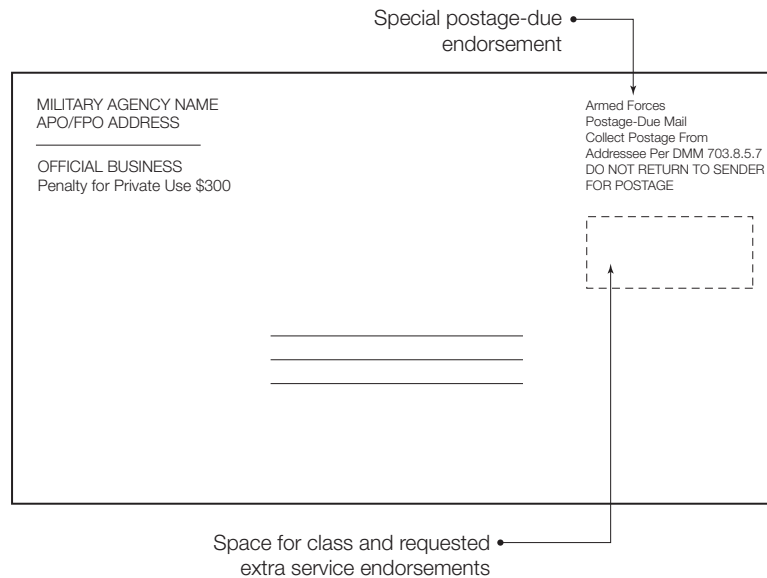 Special postage-due
endorsement
MILITARY AGENCY NAME
APO/FPO ADDRESS
OFFICIAL BUSINESS
Penalty for Private Use $300
Armed Forces
Postage-Due Mail
Collect Postage From
Addressee Per DMM 703.8.5.7
DO NOT RETURN TO SENDER
FOR POSTAGE
Space for class and requested
extra service endorsements